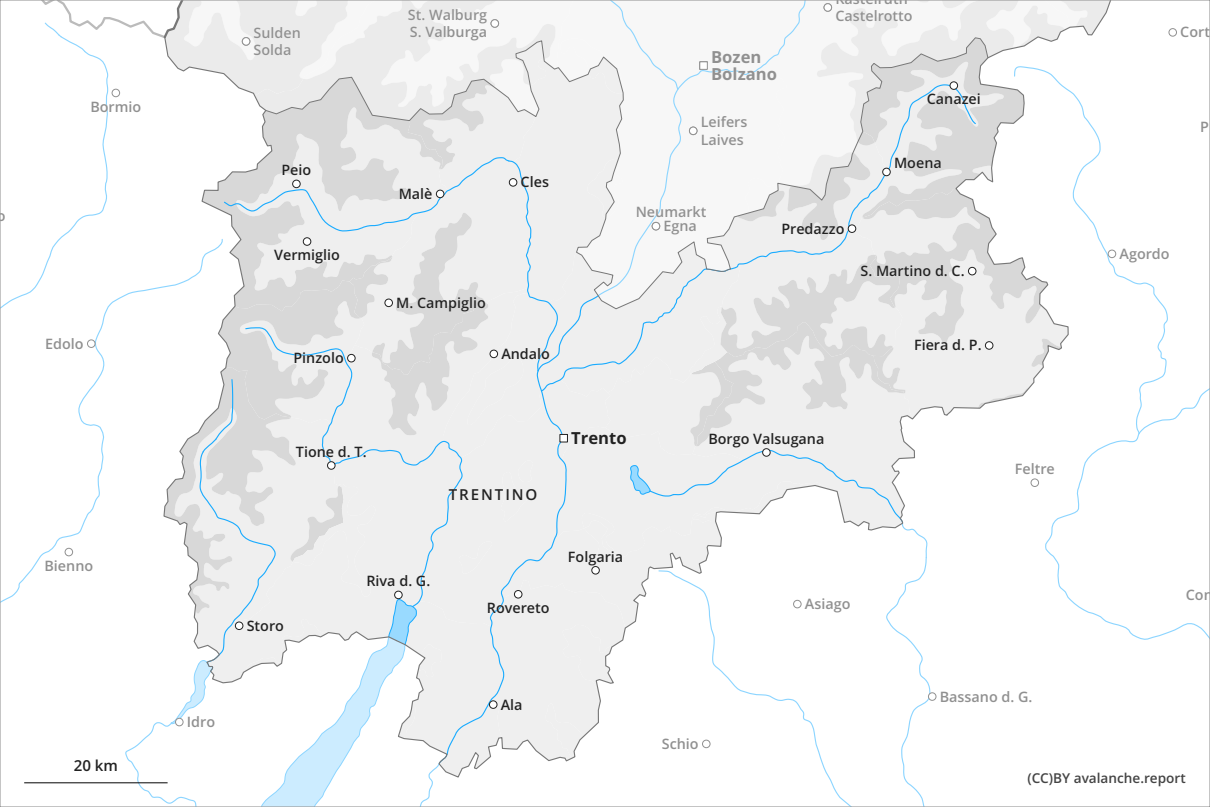 Kastelruth
Castelrotto
St. Walburg
S. Valburga
Sulden
Solda
Cort
Bozen
Bolzano
Bormio
Canazei
Leifers
Laives
P
Moena
Peio
Malè
Cles
Neumarkt
Egna
Predazzo
Vermiglio
Agordo
S. Martino d. C.
M. Campiglio
Edolo
Pinzolo
Andalo
Fiera d. P.
Trento
Borgo Valsugana
Tione d. T.
Feltre
TRENTINO
Bienno
Folgaria
Riva d. G.
Rovereto
Asiago
Cor
Storo
Bassano d. G.
Ala
Idro
Schio
20 km
(CC)BY avalanche.report